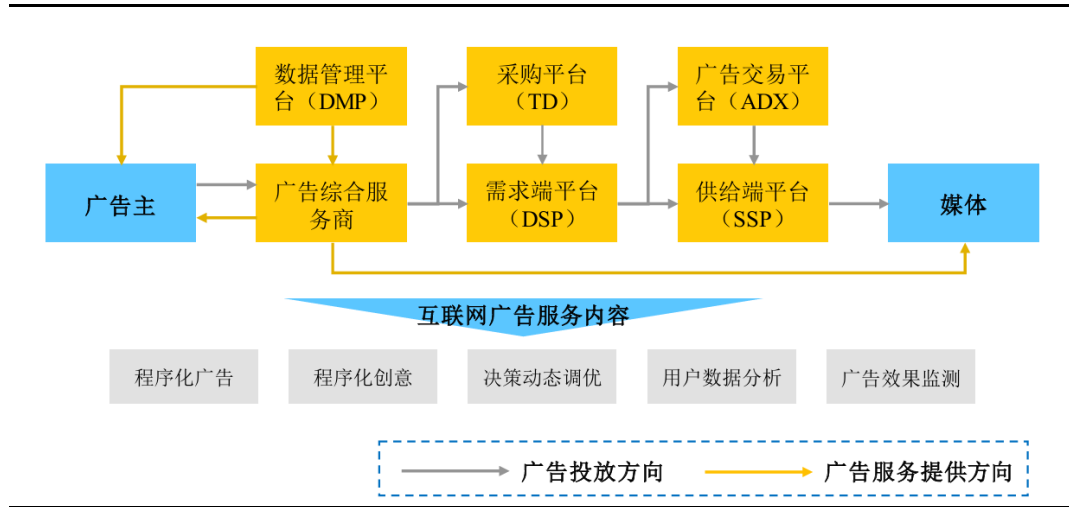 数据管理平
台（DMP）
采购平台
（TD）
广告交易平
台（ADX）
广告主
广告综合服
务商
需求端平台
（DSP）
供给端平台
（SSP）
媒体
互联网广告服务内容
程序化广告
程序化创意
决策动态调优
用户数据分析
广告效果监测
广告投放方向
广告服务提供方向